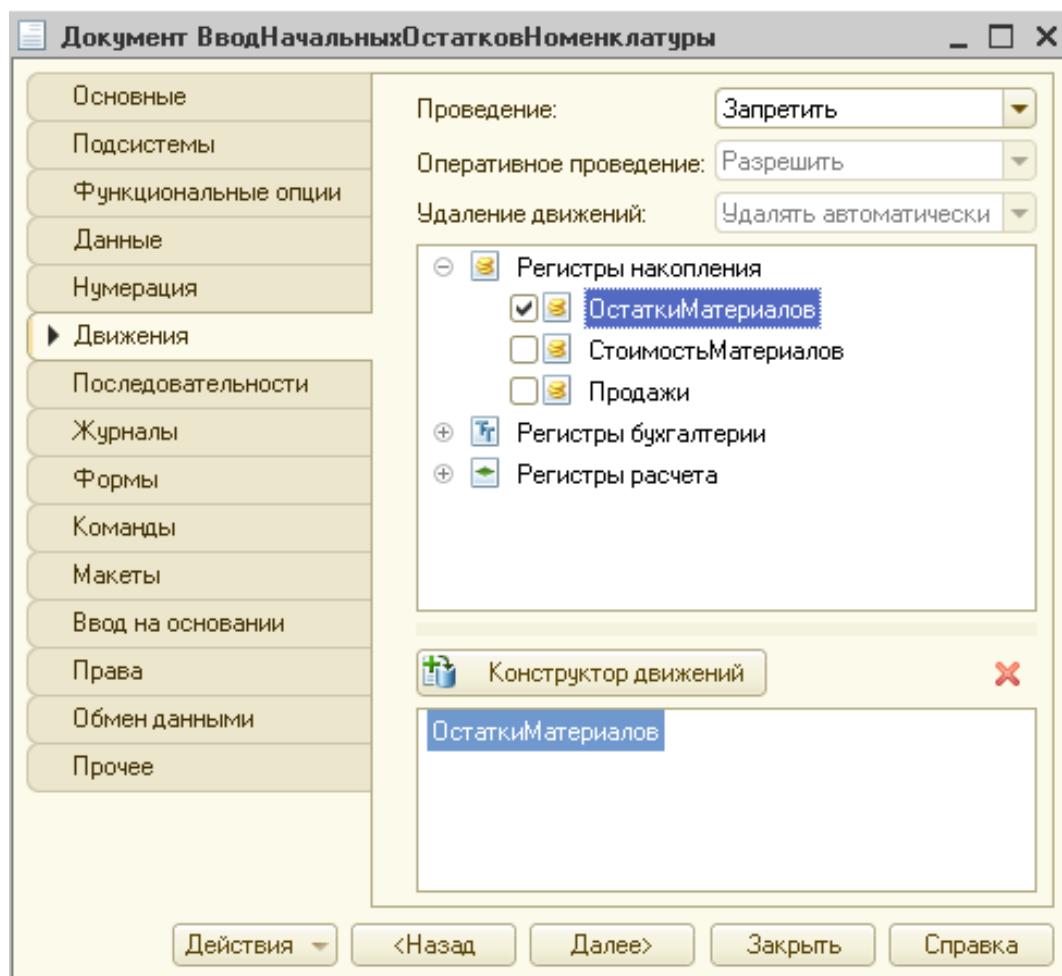 Документ ВводНачальныхОстатковНоменклатуры
Основные
Подсистемы
Функциональные опции
Данные
Нумерация
Движения
Последовательности
Журналы
Формы
Команды
Макеты
Ввод на основании
Права
Обмен данными
Прочее
Проведение: Запретить
Оперативное проведение: Разрешить
Удаление движений: Удалять автоматически
Регистры накопления
ОстаткиМатериалов
СтоимостьМатериалов
Продажи
Регистры бухгалтерии
Регистры расчета
Конструктор движений
ОстаткиМатериалов
Действия <Назад Далее> Закрыть Справка